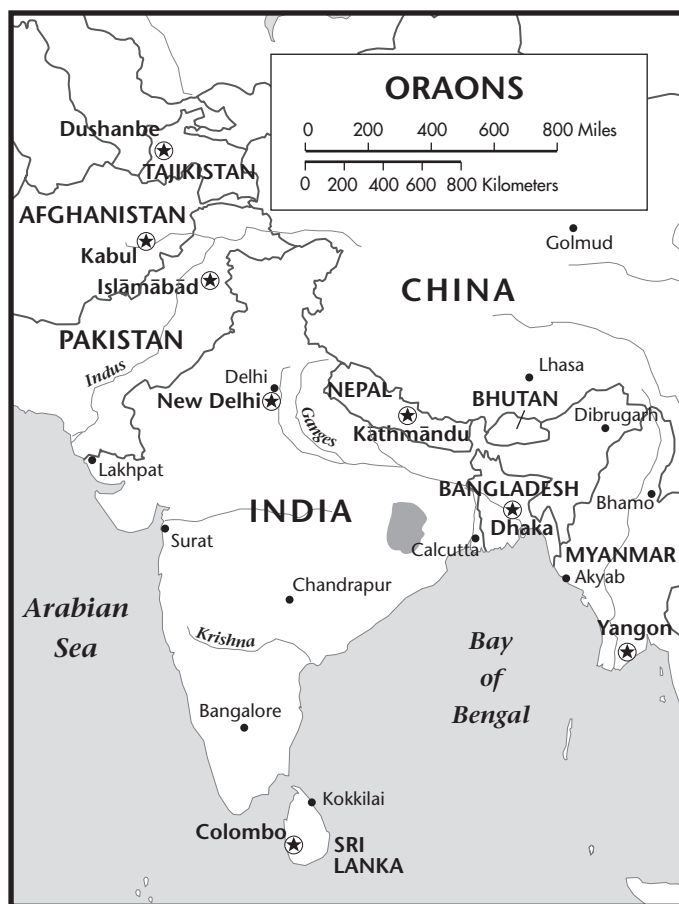 ORAONS
0 200 400 600 800 Miles
0 200 400 600 800 Kilometers
Dushanbe
TAJIKISTAN
AFGHANISTAN
Kabul
Golmud
Islāmābād
CHINA
PAKISTAN
Indus
Delhi
New Delhi
Ganges
NEPAL
Kāthmāndu
Lhasa
BHUTAN
Dibrugarh
Lakhpat
BANGLADESH
Bhamo
INDIA
Dhaka
Surat
Calcutta
MYANMAR
Akyab
Chandrapur
Arabian
Sea
Krishna
Bay
of
Bengal
Yangon
Bangalore
Kokkilai
Colombo
SRI
LANKA